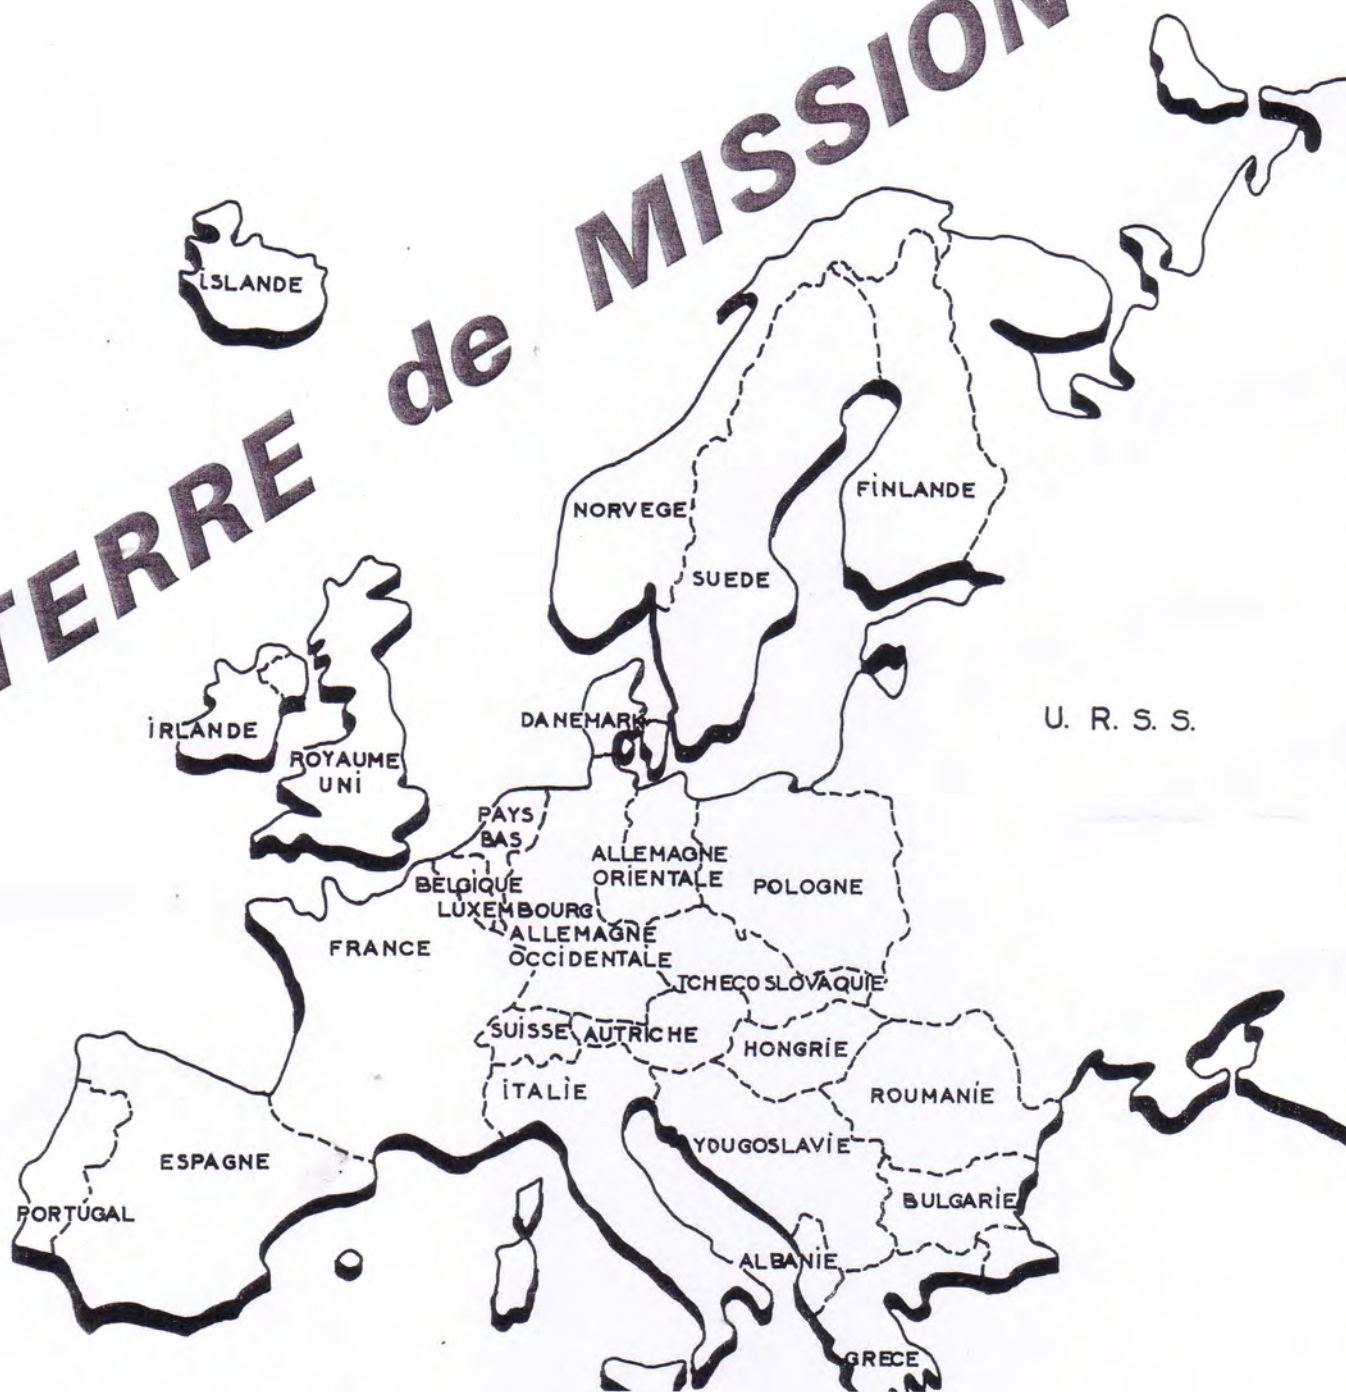 TERRE de MISSION
iSLANDE
NORVEGE
FiNLANDE
SUEDE
iRLANDE
ROYAUME
UNi
DANEMARK
U. R. S. S.
PAYS
BAS
ALLEMAGNE
ORiENTALE
POLOGNE
BELGiQUE
LUXEMBOURG
FRANCE
ALLEMAGNE
OCCiDENTALE
TCHECOSLOVAQUiE
SUiSSE
AUTRiCHE
HONGRiE
iTALiE
ROUMANiE
ESPAGNE
YOUGOSLAViE
PORTUGAL
BULGARiE
ALBANiE
GRECE